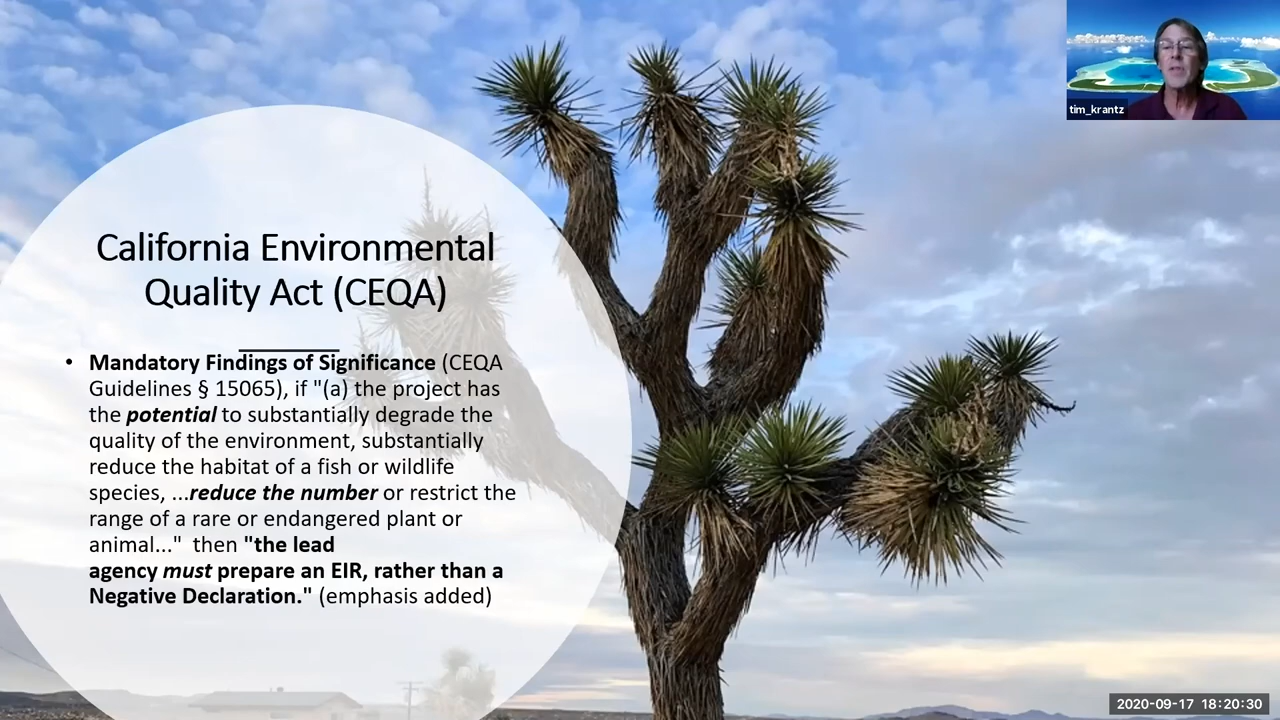 tim_krantz
California Environmental
Quality Act (CEQA)
• Mandatory Findings of Significance (CEQA
Guidelines § 15065), if "(a) the project has
the potential to substantially degrade the
quality of the environment, substantially
reduce the habitat of a fish or wildlife
species, ...reduce the number or restrict the
range of a rare or endangered plant or
animal..."  then "the lead
agency must prepare an EIR, rather than a
Negative Declaration." (emphasis added)
2020-09-17 18:20:30